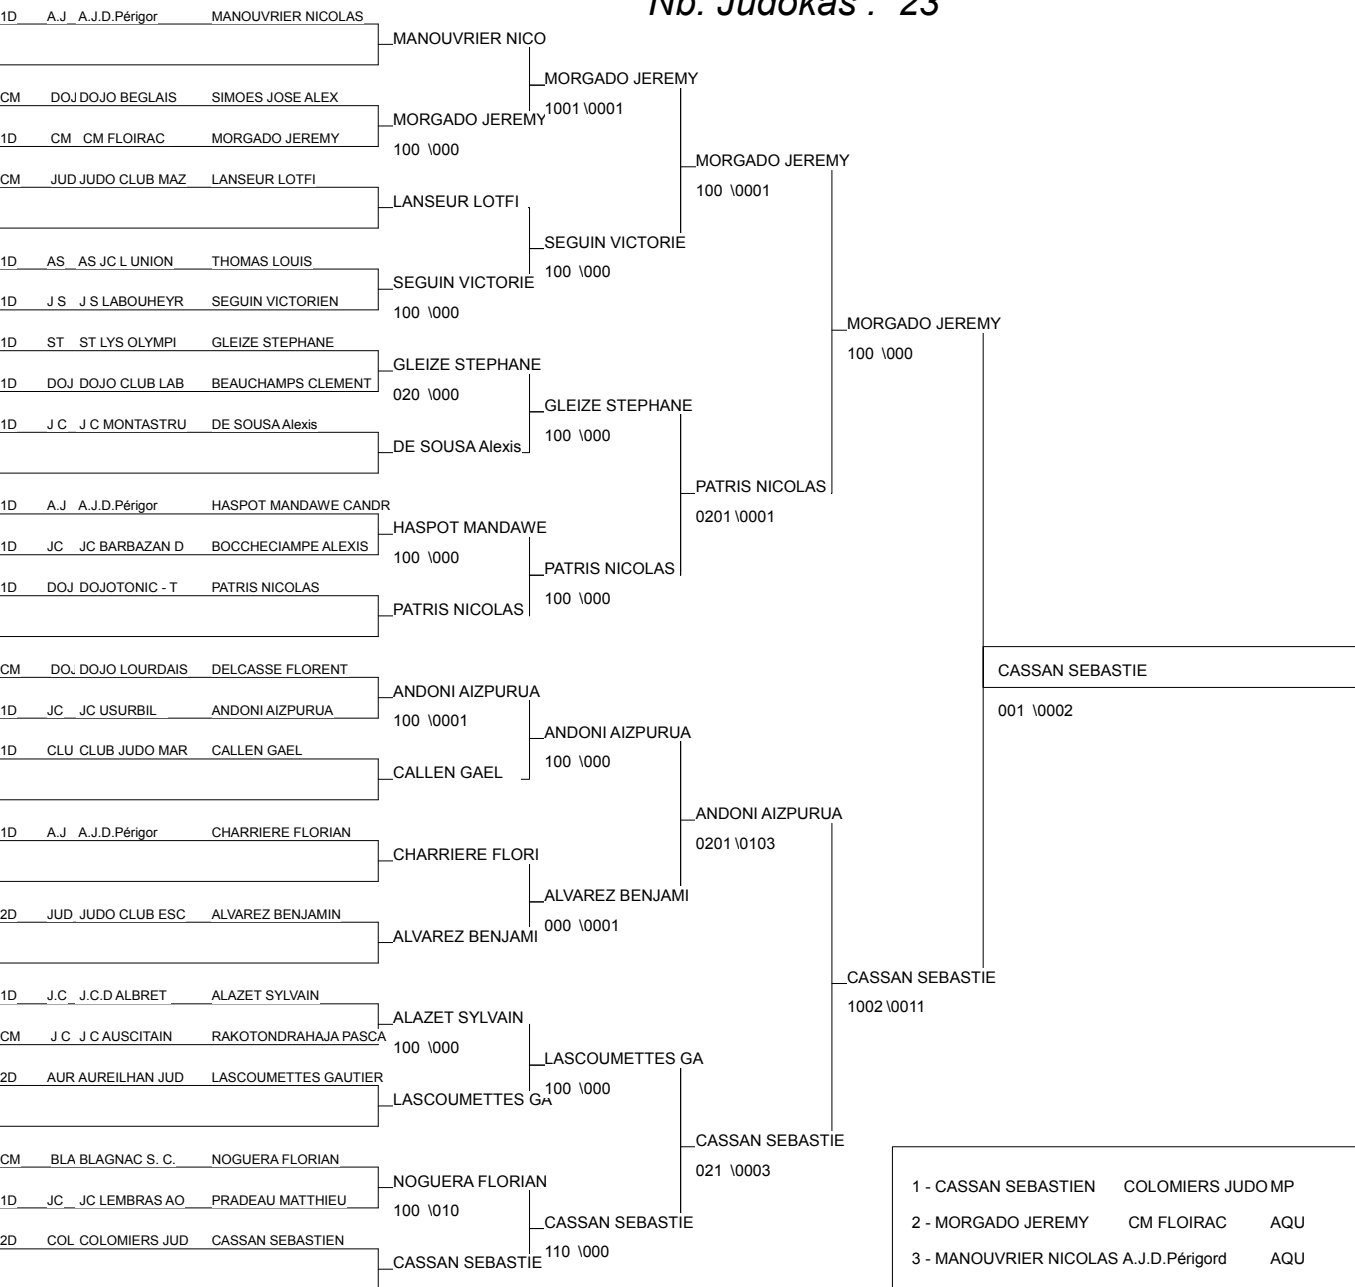 Nb. Judokas : 23
1D A.J A.J.D.Périgor MANOUVRIER NICOLAS
MANOUVRIER NICO
MORGADO JEREMY
1001 \0001
CM DOJ DOJO BEGLAIS SIMOES JOSE ALEX
MORGADO JEREMY
100 \000
1D CM CM FLOIRAC MORGADO JEREMY
MORGADO JEREMY
100 \0001
CM JUD JUDO CLUB MAZ LANSEUR LOTFI
LANSEUR LOTFI
SEGUIN VICTORIE
100 \000
1D AS AS JC L UNION THOMAS LOUIS
SEGUIN VICTORIE
100 \000
1D J S J S LABOUHEYR SEGUIN VICTORIEN
MORGADO JEREMY
100 \000
1D ST ST LYS OLYMPI GLEIZE STEPHANE
GLEIZE STEPHANE
020 \000
1D DOJ DOJO CLUB LAB BEAUCHAMPS CLEMENT
GLEIZE STEPHANE
100 \000
1D J C J C MONTASTRU DE SOUSA Alexis
DE SOUSA Alexis
PATRIS NICOLAS
0201 \0001
1D A.J A.J.D.Périgor HASPOT MANDAWE CANDR
HASPOT MANDAWE
100 \000
1D JC JC BARBAZAN D BOCCHECIAMPE ALEXIS
PATRIS NICOLAS
100 \000
1D DOJ DOJOTONIC - T PATRIS NICOLAS
PATRIS NICOLAS
CASSAN SEBASTIE
001 \0002
CM DOJ DOJO LOURDAIS DELCASSE FLORENT
ANDONI AIZPURUA
100 \0001
1D JC JC USURBIL ANDONI AIZPURUA
ANDONI AIZPURUA
100 \000
1D CLU CLUB JUDO MAR CALLEN GAEL
CALLEN GAEL
ANDONI AIZPURUA
0201 \0103
1D A.J A.J.D.Périgor CHARRIERE FLORIAN
CHARRIERE FLORI
ALVAREZ BENJAMI
000 \0001
2D JUD JUDO CLUB ESC ALVAREZ BENJAMIN
ALVAREZ BENJAMI
CASSAN SEBASTIE
1002 \0011
1D J.C J.C.D ALBRET ALAZET SYLVAIN
ALAZET SYLVAIN
100 \000
CM J C J C AUSCITAIN RAKOTONDRAHAJA PASCA
LASCOUMETTES GA
100 \000
2D AUR AUREILHAN JUD LASCOUMETTES GAUTIER
LASCOUMETTES GA
CASSAN SEBASTIE
021 \0003
CM BLA BLAGNAC S. C. NOGUERA FLORIAN
NOGUERA FLORIAN
100 \010
1D JC JC LEMBRAS AO PRADEAU MATTHIEU
CASSAN SEBASTIE
110 \000
2D COL COLOMIERS JUD CASSAN SEBASTIEN
CASSAN SEBASTIE
1 - CASSAN SEBASTIEN COLOMIERS JUDO MP
2 - MORGADO JEREMY CM FLOIRAC AQU
3 - MANOUVRIER NICOLAS A.J.D.Périgord AQU